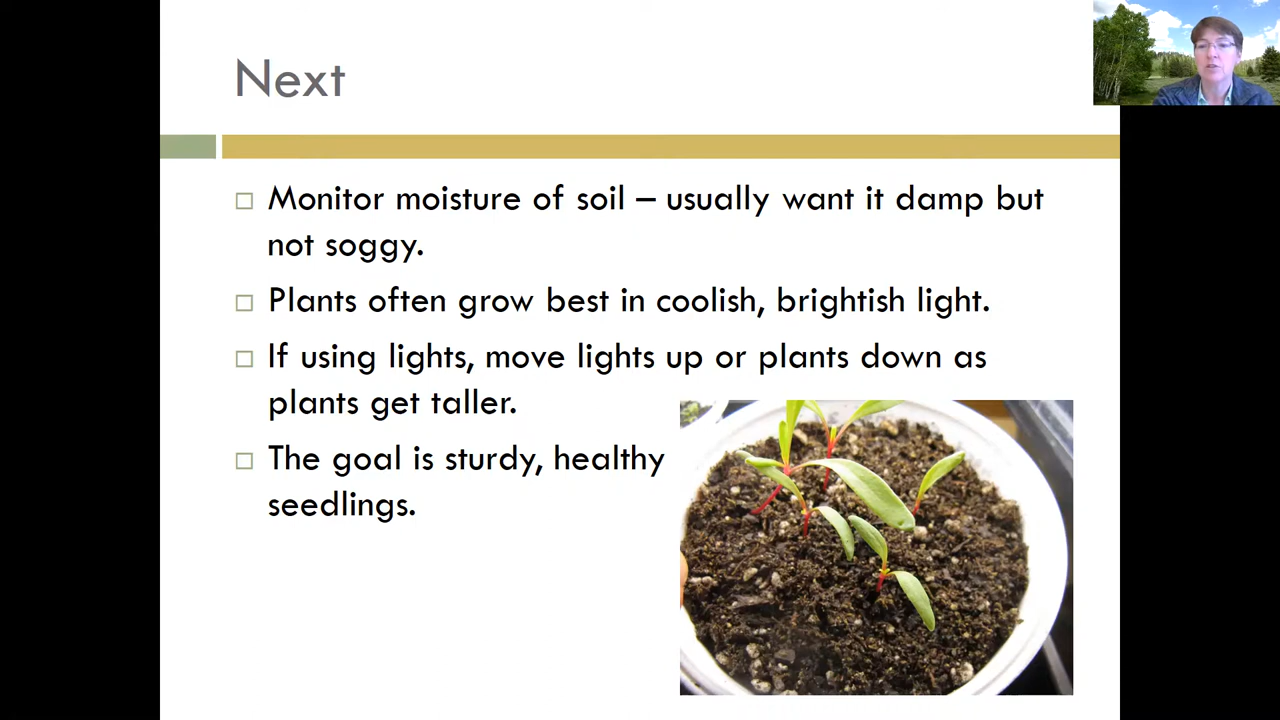 Next
Monitor moisture of soil – usually want it damp but
not soggy.
Plants often grow best in coolish, brightish light.
If using lights, move lights up or plants down as
plants get taller.
The goal is sturdy, healthy
seedlings.